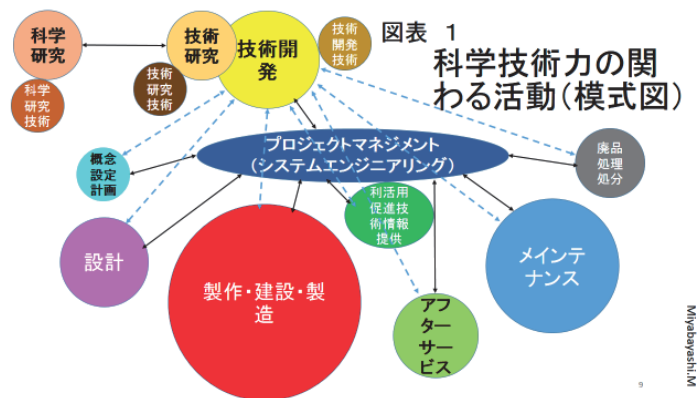 図表 1
科学技術力の関
わる活動(模式図)
科学
研究
技術
研究
技術開
発
技術
開発
技術
科学
研究
技術
技術
研究
技術
プロジェクトマネジメント
(システムエンジニアリング)
概念
設定
計画
廃品
処理
処分
利活用
促進技
術情報
提供
設計
製作・建設・製
造
メインテ
ナンス
アフ
ターサー
ビス
Miyabayashi.M
9